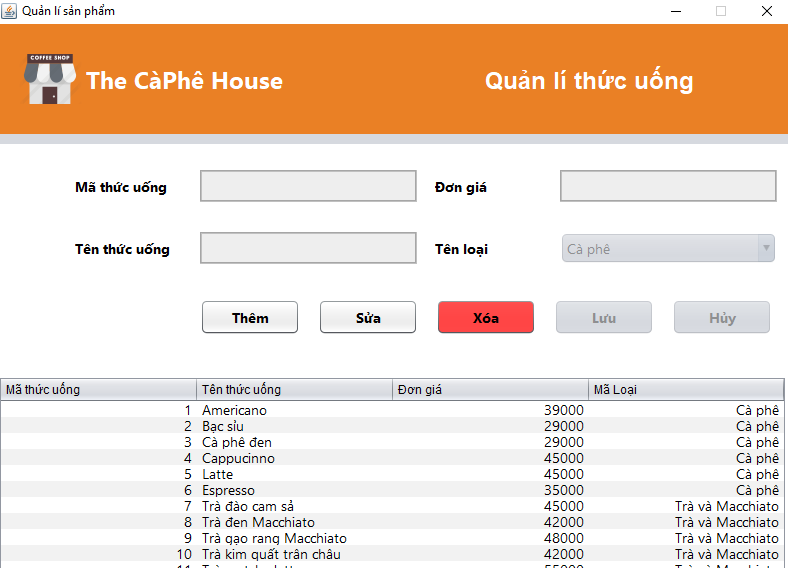 Quản lí sản phẩm
COFFEE SHOP
The CàPhê House
Quản lí thức uống
Mã thức uống
Đơn giá
Tên thức uống
Tên loại
Cà phê
Thêm
Sửa
Xóa
Lưu
Hủy
Mã thức uống Tên thức uống Đơn giá Mã Loại
1 Americano 39000 Cà phê
2 Bạc sỉu 29000 Cà phê
3 Cà phê đen 29000 Cà phê
4 Cappucinno 45000 Cà phê
5 Latte 45000 Cà phê
6 Espresso 35000 Cà phê
7 Trà đào cam sả 45000 Trà và Macchiato
8 Trà đen Macchiato 42000 Trà và Macchiato
9 Trà gạo rang Macchiato 48000 Trà và Macchiato
10 Trà kim quất trân châu 42000 Trà và Macchiato